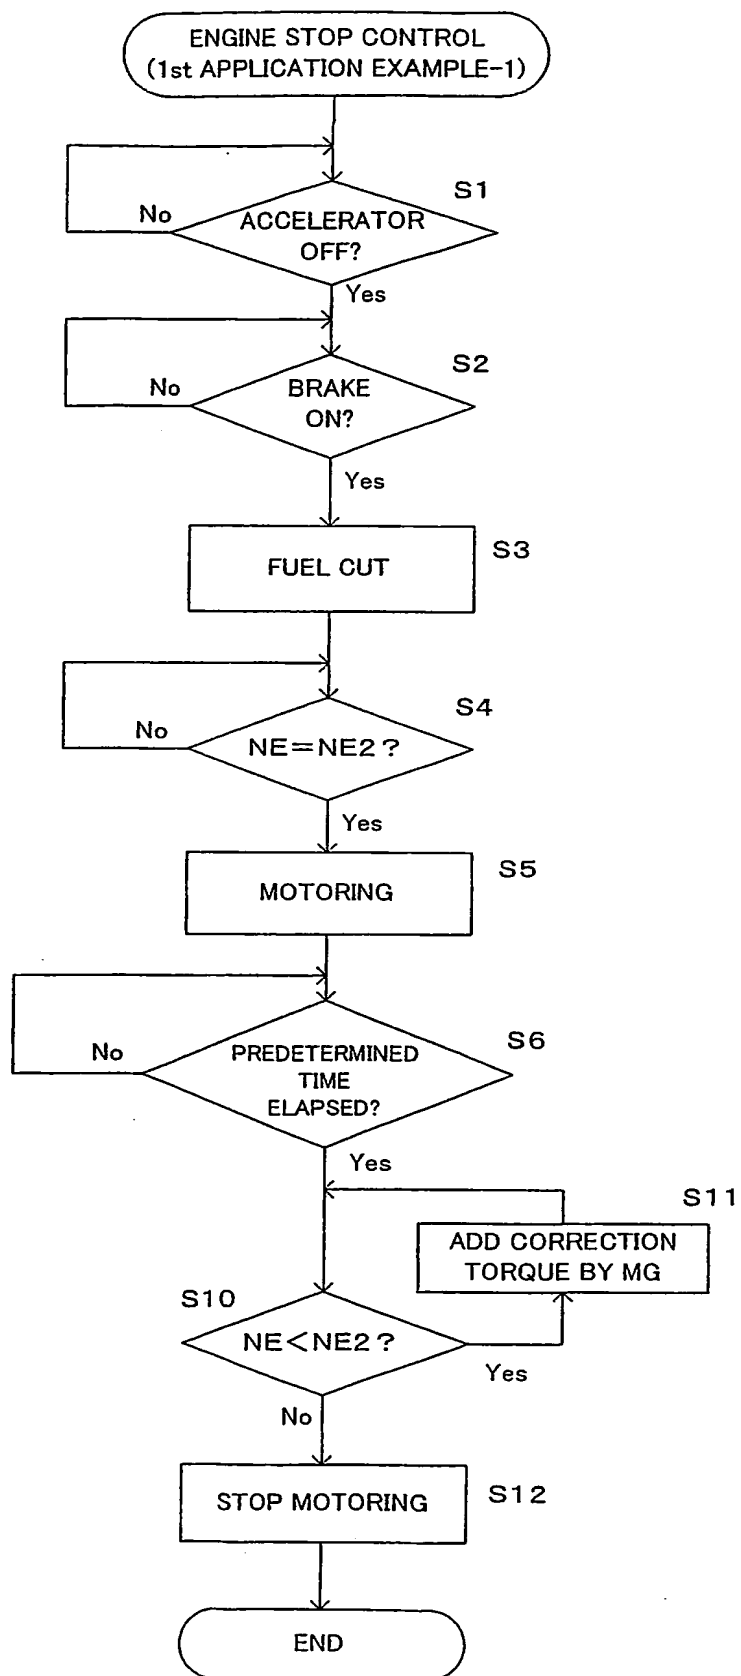 ENGINE STOP CONTROL
(1st APPLICATION EXAMPLE-1)
S1
No
ACCELERATOR
OFF?
Yes
S2
No
BRAKE
ON?
Yes
S3
FUEL CUT
S4
No
NE=NE2?
Yes
S5
MOTORING
S6
No
PREDETERMINED
TIME
ELAPSED?
Yes
S11
ADD CORRECTION
TORQUE BY MG
S10
NE<NE2?
Yes
No
STOP MOTORING
S12
END